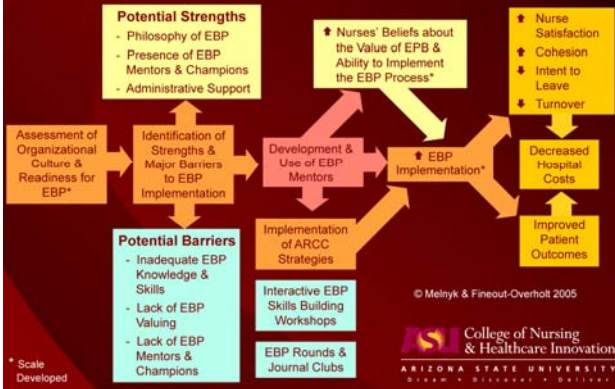 Potential Strengths
- Philosophy of EBP
- Presence of EBP
Mentors & Champions
- Administrative Support
Nurses' Beliefs about
the Value of EPB &
Ability to Implement
the EBP Process*
Nurse
Satisfaction
Cohesion
Intent to
Leave
Turnover
Assessment of
Organizational
Culture &
Readiness for
EBP*
Identification of
Strengths &
Major Barriers
to EBP
Implementation
Development &
Use of EBP
Mentors
EBP
Implementation*
Decreased
Hospital
Costs
Potential Barriers
- Inadequate EBP
Knowledge &
Skills
- Lack of EBP
Valuing
- Lack of EBP
Mentors &
Champions
Implementation
of ARCC
Strategies
Interactive EBP
Skills Building
Workshops
EBP Rounds &
Journal Clubs
Improved
Patient
Outcomes
© Melnyk & Fineout-Overholt 2005
* Scale
Developed
ASU College of Nursing
& Healthcare Innovation
ARIZONA STATE UNIVERSITY